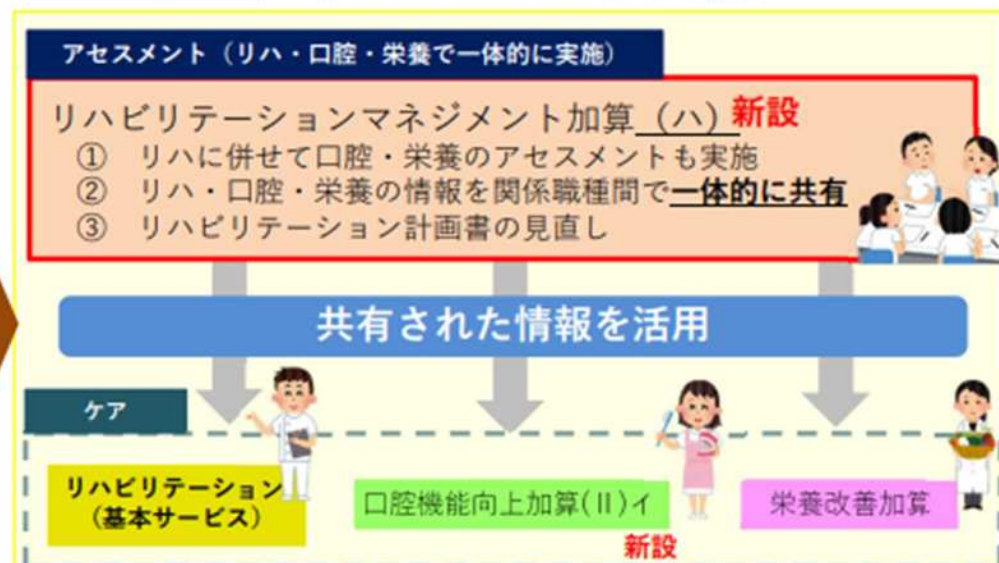 アセスメント（リハ・口腔・栄養で一体的に実施）
リハビリテーションマネジメント加算（ハ）新設
① リハに併せて口腔・栄養のアセスメントも実施
② リハ・口腔・栄養の情報を関係職種間で一体的に共有
③ リハビリテーション計画書の見直し
共有された情報を活用
ケア
リハビリテーション
（基本サービス）
口腔機能向上加算(Ⅱ)イ
新設
栄養改善加算